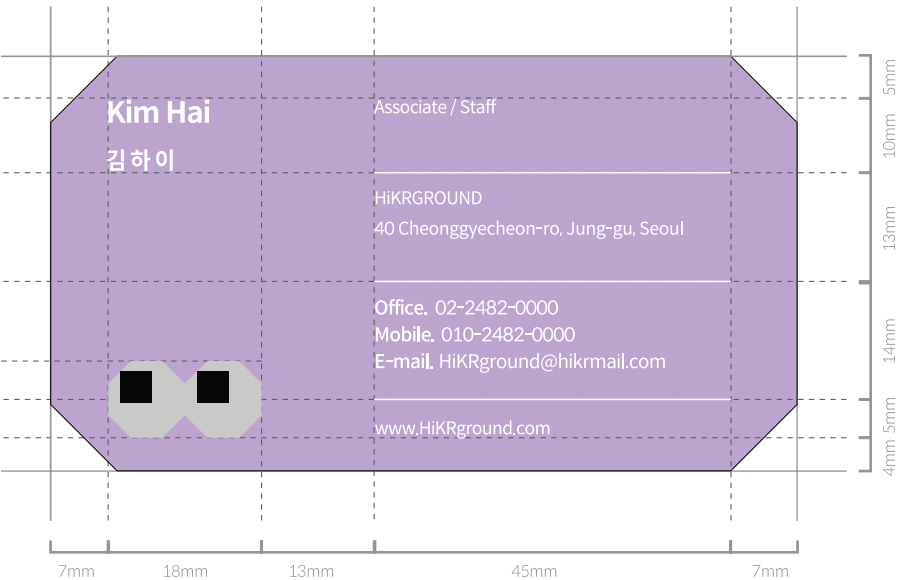 Kim Hai
김하이
Associate / Staff
HiKRGROUND
40 Cheonggyecheon-ro, Jung-gu, Seoul
Office. 02-2482-0000
Mobile. 010-2482-0000
E-mail. HiKRground@hikrmail.com
www.HiKRground.com
5mm
10mm
13mm
14mm
5mm
4mm
7mm
18mm
13mm
45mm
7mm